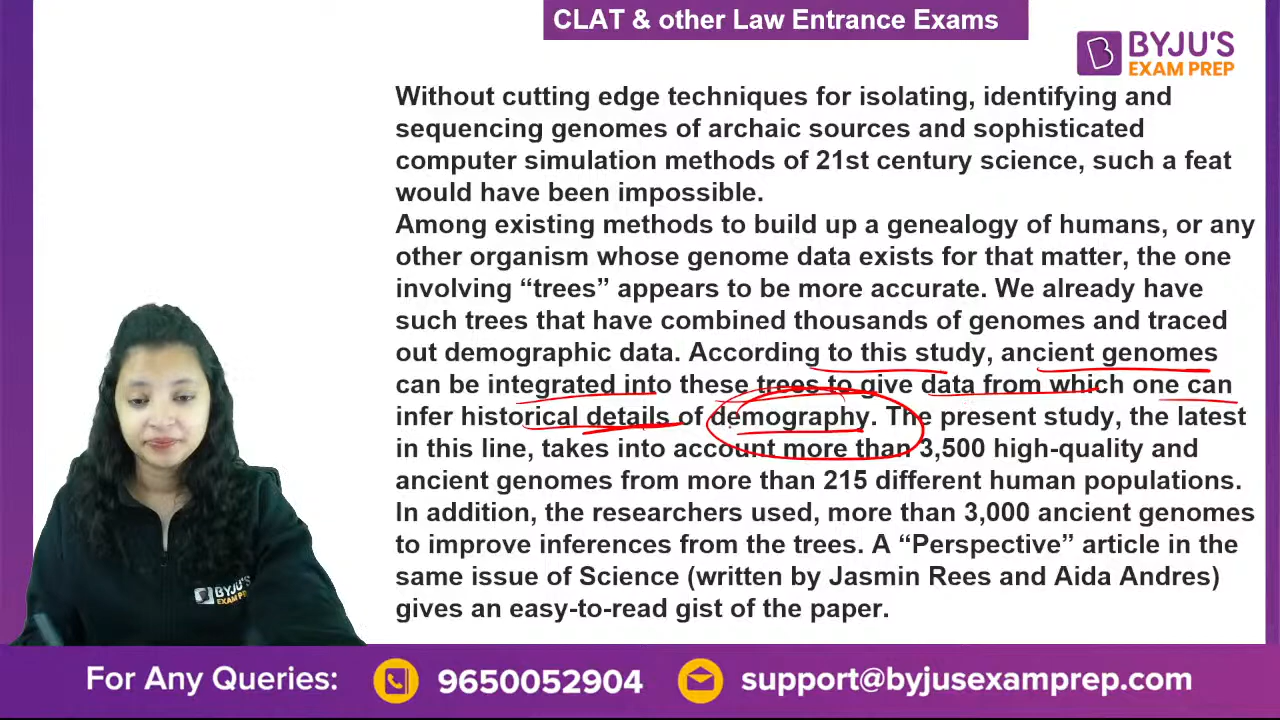 CLAT & other Law Entrance Exams
BYJU'S
EXAM PREP
Without cutting edge techniques for isolating, identifying and
sequencing genomes of archaic sources and sophisticated
computer simulation methods of 21st century science, such a feat
would have been impossible.
Among existing methods to build up a genealogy of humans, or any
other organism whose genome data exists for that matter, the one
involving “trees” appears to be more accurate. We already have
such trees that have combined thousands of genomes and traced
out demographic data. According to this study, ancient genomes
can be integrated into these trees to give data from which one can
infer historical details of demography. The present study, the latest
in this line, takes into account more than 3,500 high-quality and
ancient genomes from more than 215 different human populations.
In addition, the researchers used, more than 3,000 ancient genomes
to improve inferences from the trees. A “Perspective” article in the
same issue of Science (written by Jasmin Rees and Aida Andres)
gives an easy-to-read gist of the paper.
BYJU'S
EXAM PREP
For Any Queries:
9650052904
support@byjusexamprep.com